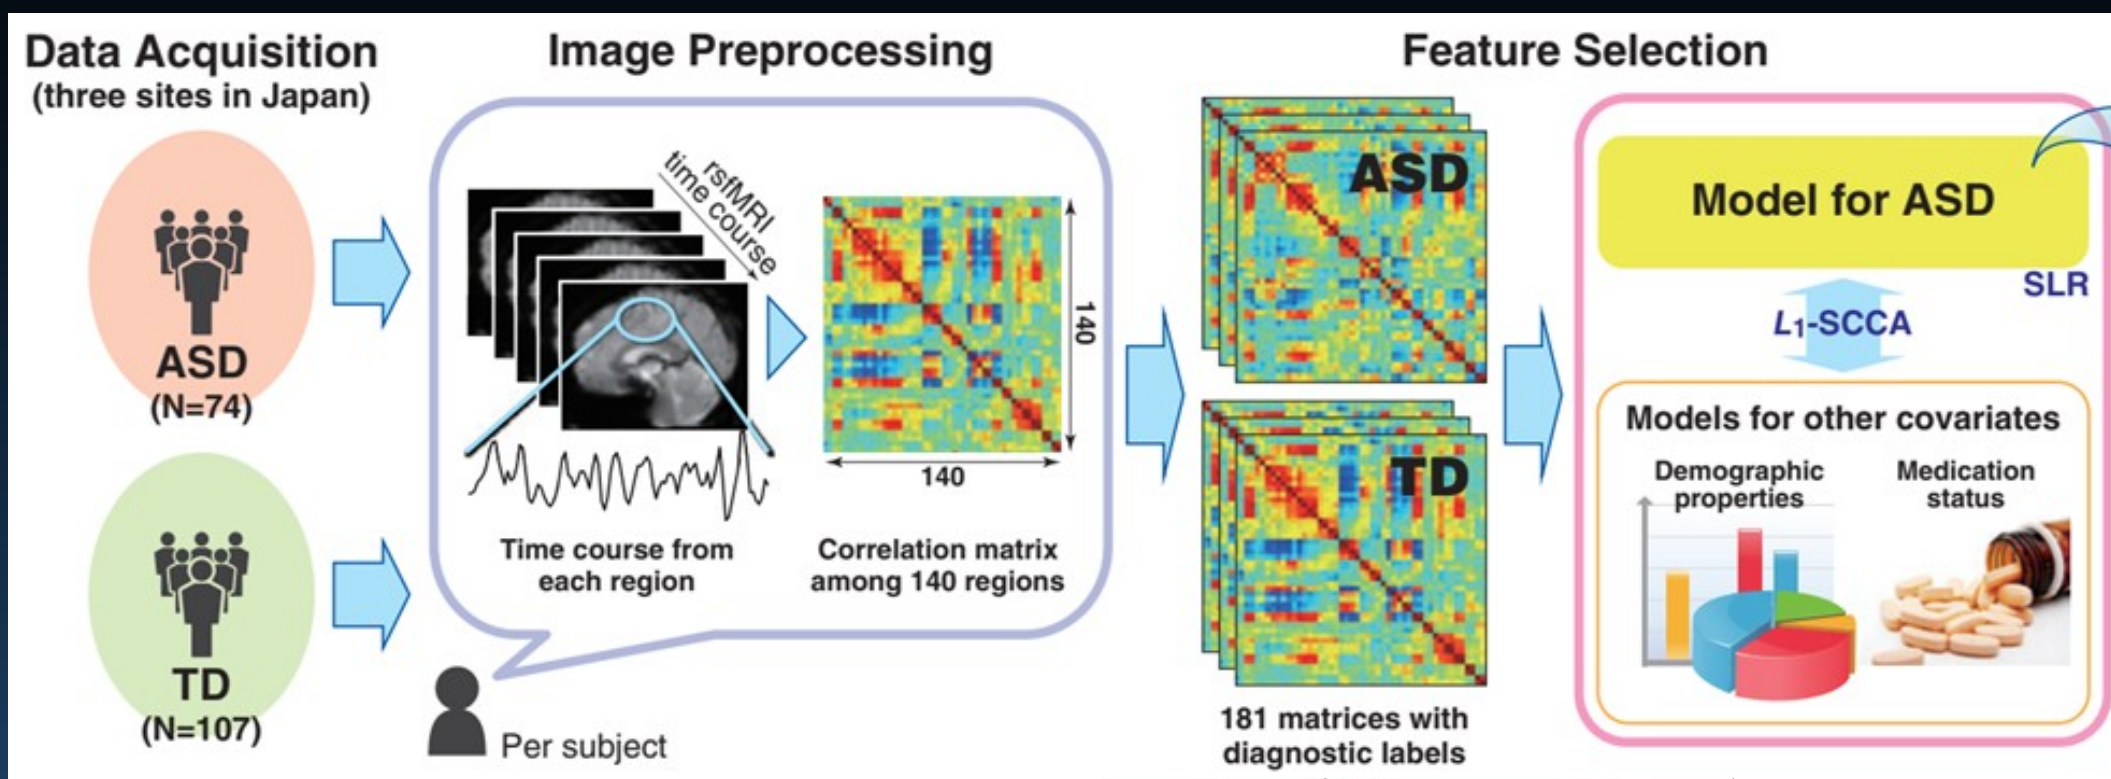 Data Acquisition
(three sites in Japan)
ASD
(N=74)
TD
(N=107)
Image Preprocessing
rsfMRI
time course
140
140
Time course from
each region
Correlation matrix
among 140 regions
Per subject
Feature Selection
ASD
TD
181 matrices with
diagnostic labels
Model for ASD
SLR
L1-SCCA
Models for other covariates
Demographic
properties
Medication
status